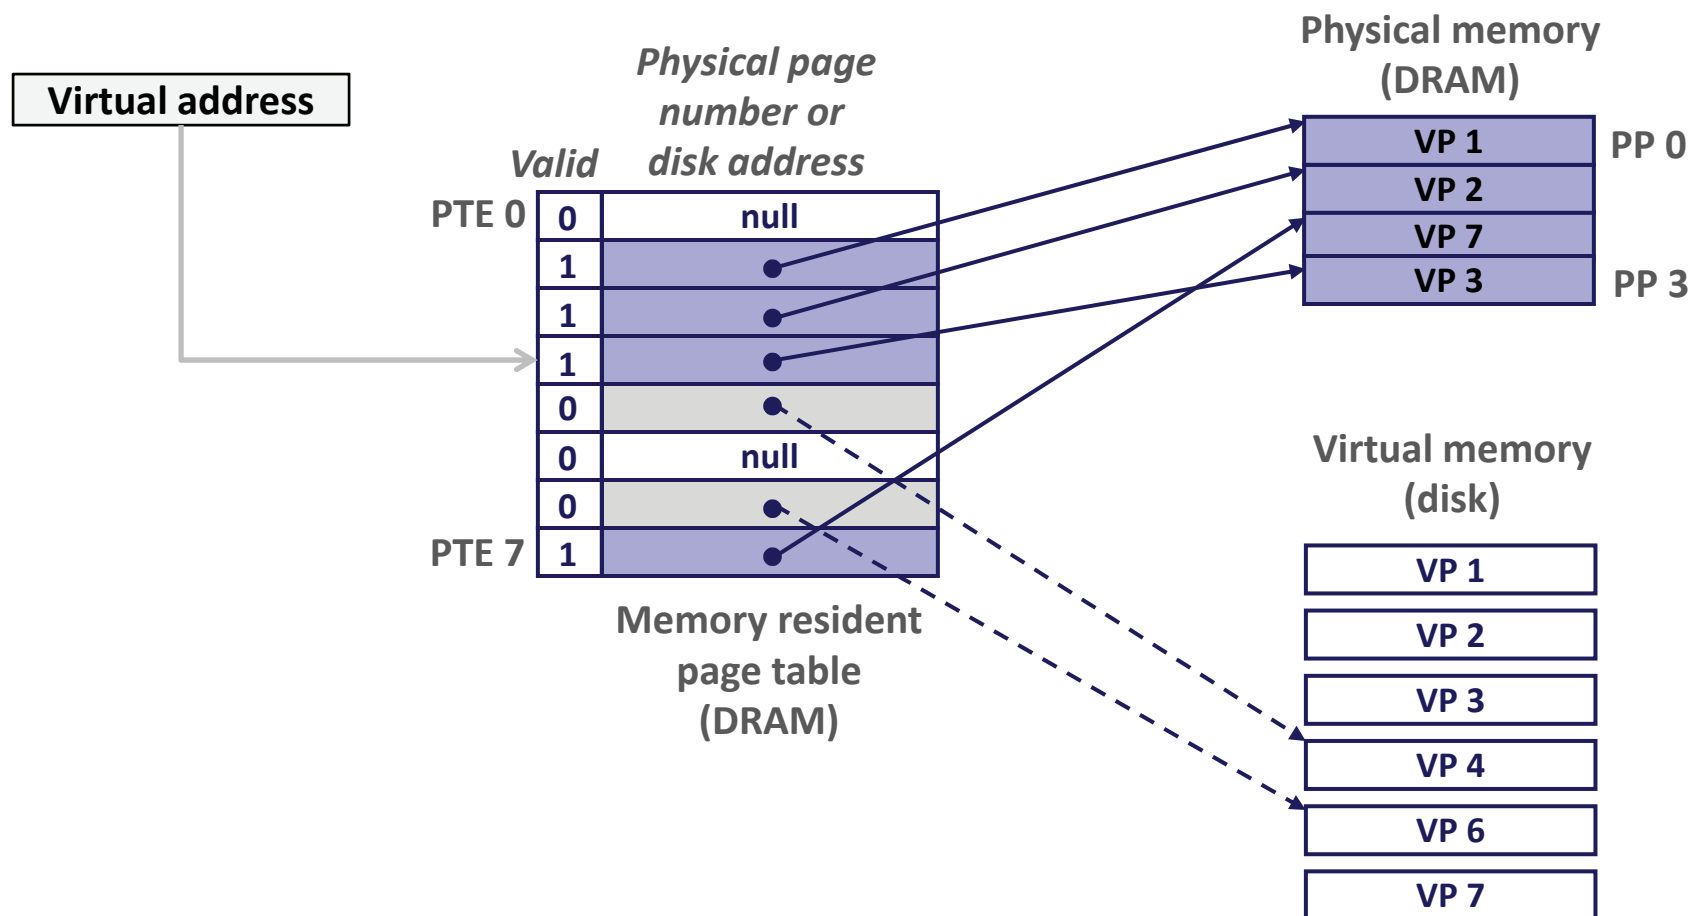 Virtual address
Physical page
number or
disk address
Valid
PTE 0
0
null
1
1
1
0
0
null
0
PTE 7
1
Memory resident
page table
(DRAM)
Physical memory
(DRAM)
VP 1
PP 0
VP 2
VP 7
VP 3
PP 3
Virtual memory
(disk)
VP 1
VP 2
VP 3
VP 4
VP 6
VP 7